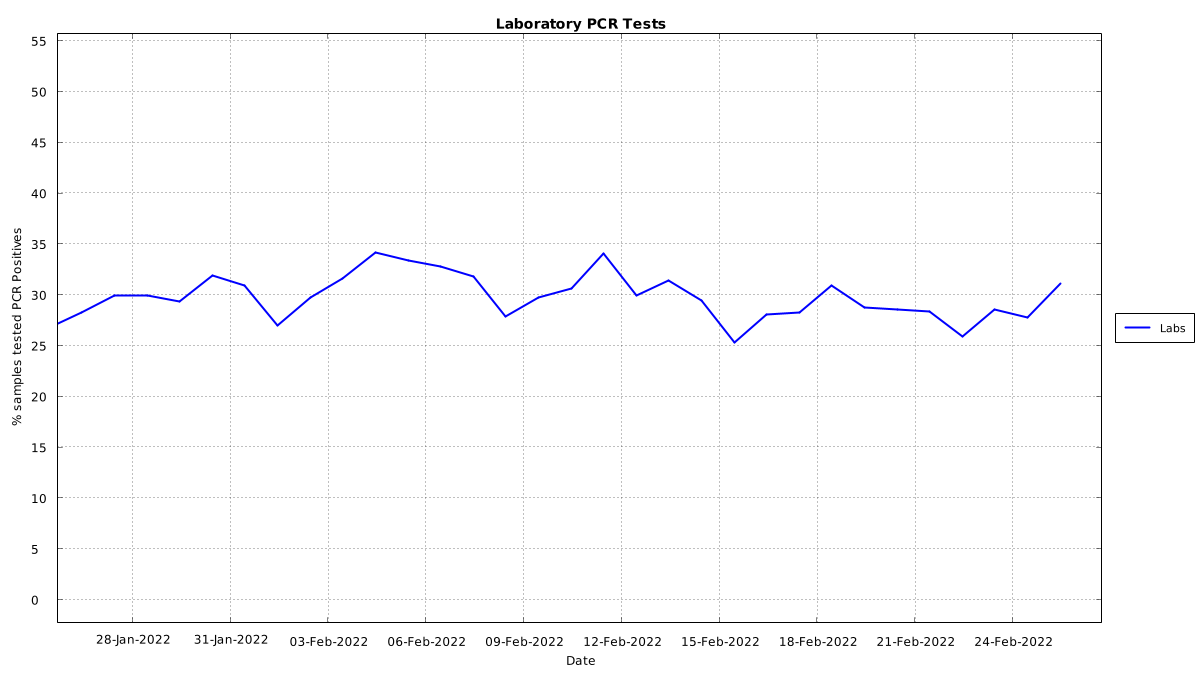 Laboratory PCR Tests
55
50
45
40
35
30
25
20
15
10
5
0
% samples tested PCR Positives
28-Jan-2022 31-Jan-2022 03-Feb-2022 06-Feb-2022 09-Feb-2022 12-Feb-2022 15-Feb-2022 18-Feb-2022 21-Feb-2022 24-Feb-2022
Date
Labs